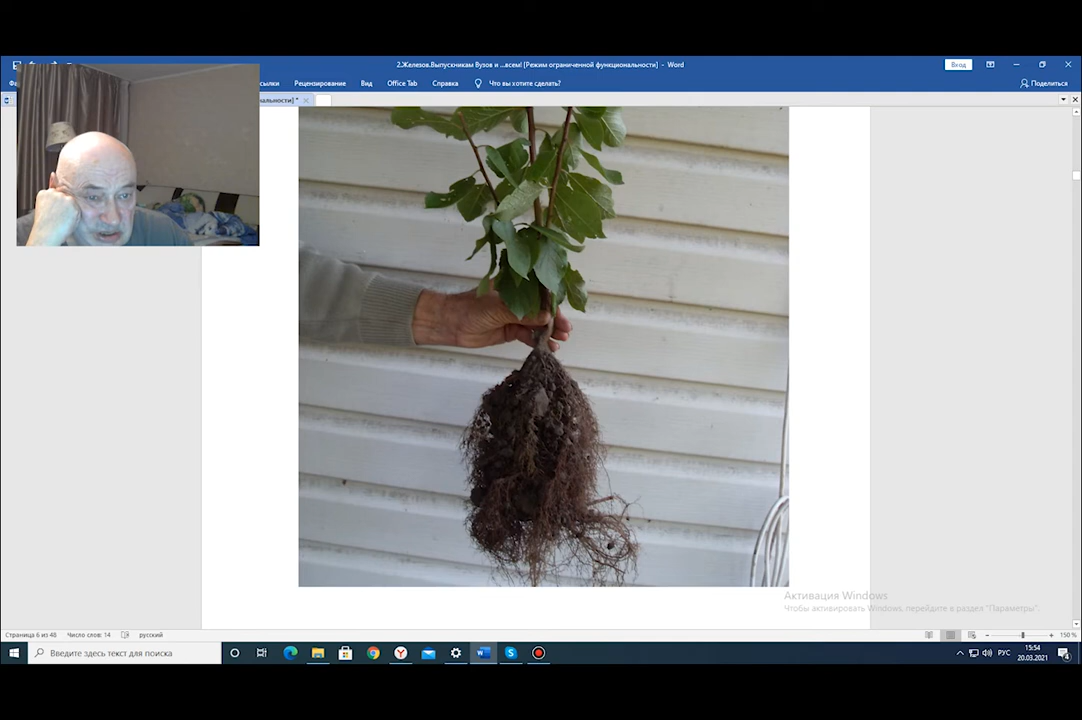 2.Железов.Выпускникам Вузов и ...всем! [Режим ограниченной функциональности] - Word
Вход
сылки
Рецензирование
Вид
Office Tab
Справка
Что вы хотите сделать?
Поделиться
нальности] *
Активация Windows
Чтобы активировать Windows, перейдите в раздел "Параметры".
Страница 6 из 48
Число слов: 14
русский
150 %
Введите здесь текст для поиска
РУС
15:54
20.03.2021
4